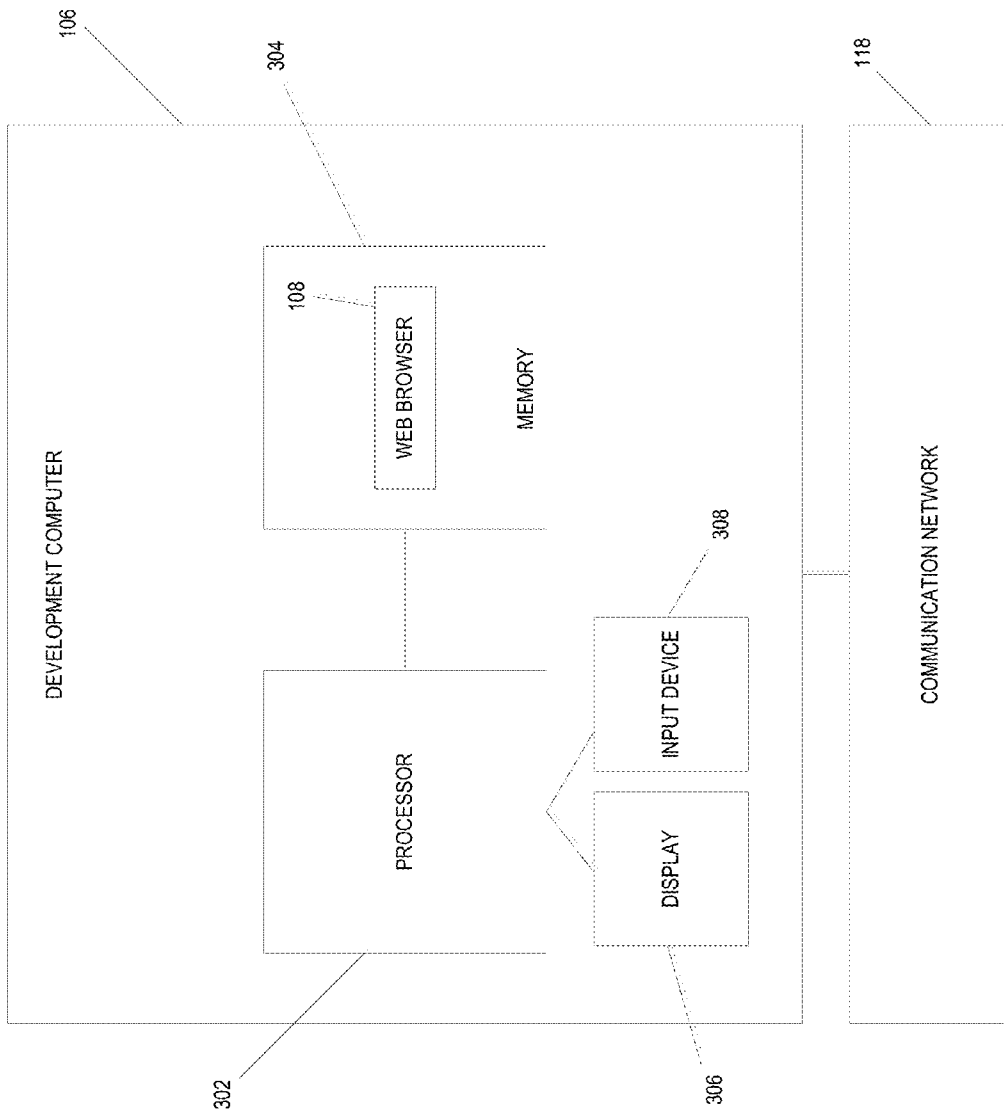 106
DEVELOPMENT COMPUTER
304
108
WEB BROWSER
MEMORY
PROCESSOR
302
308
INPUT DEVICE
DISPLAY
306
118
COMMUNICATION NETWORK